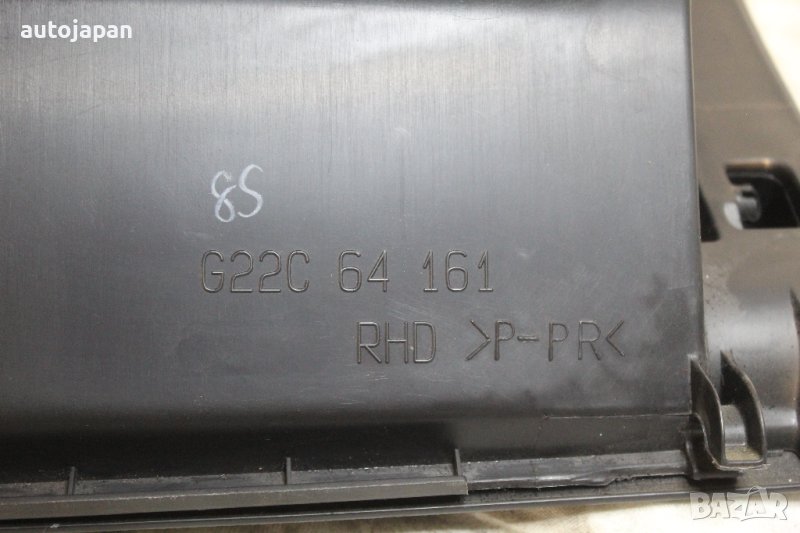 autojapan
85
G22C 64 161
RHD >P-PR<
BAZAR